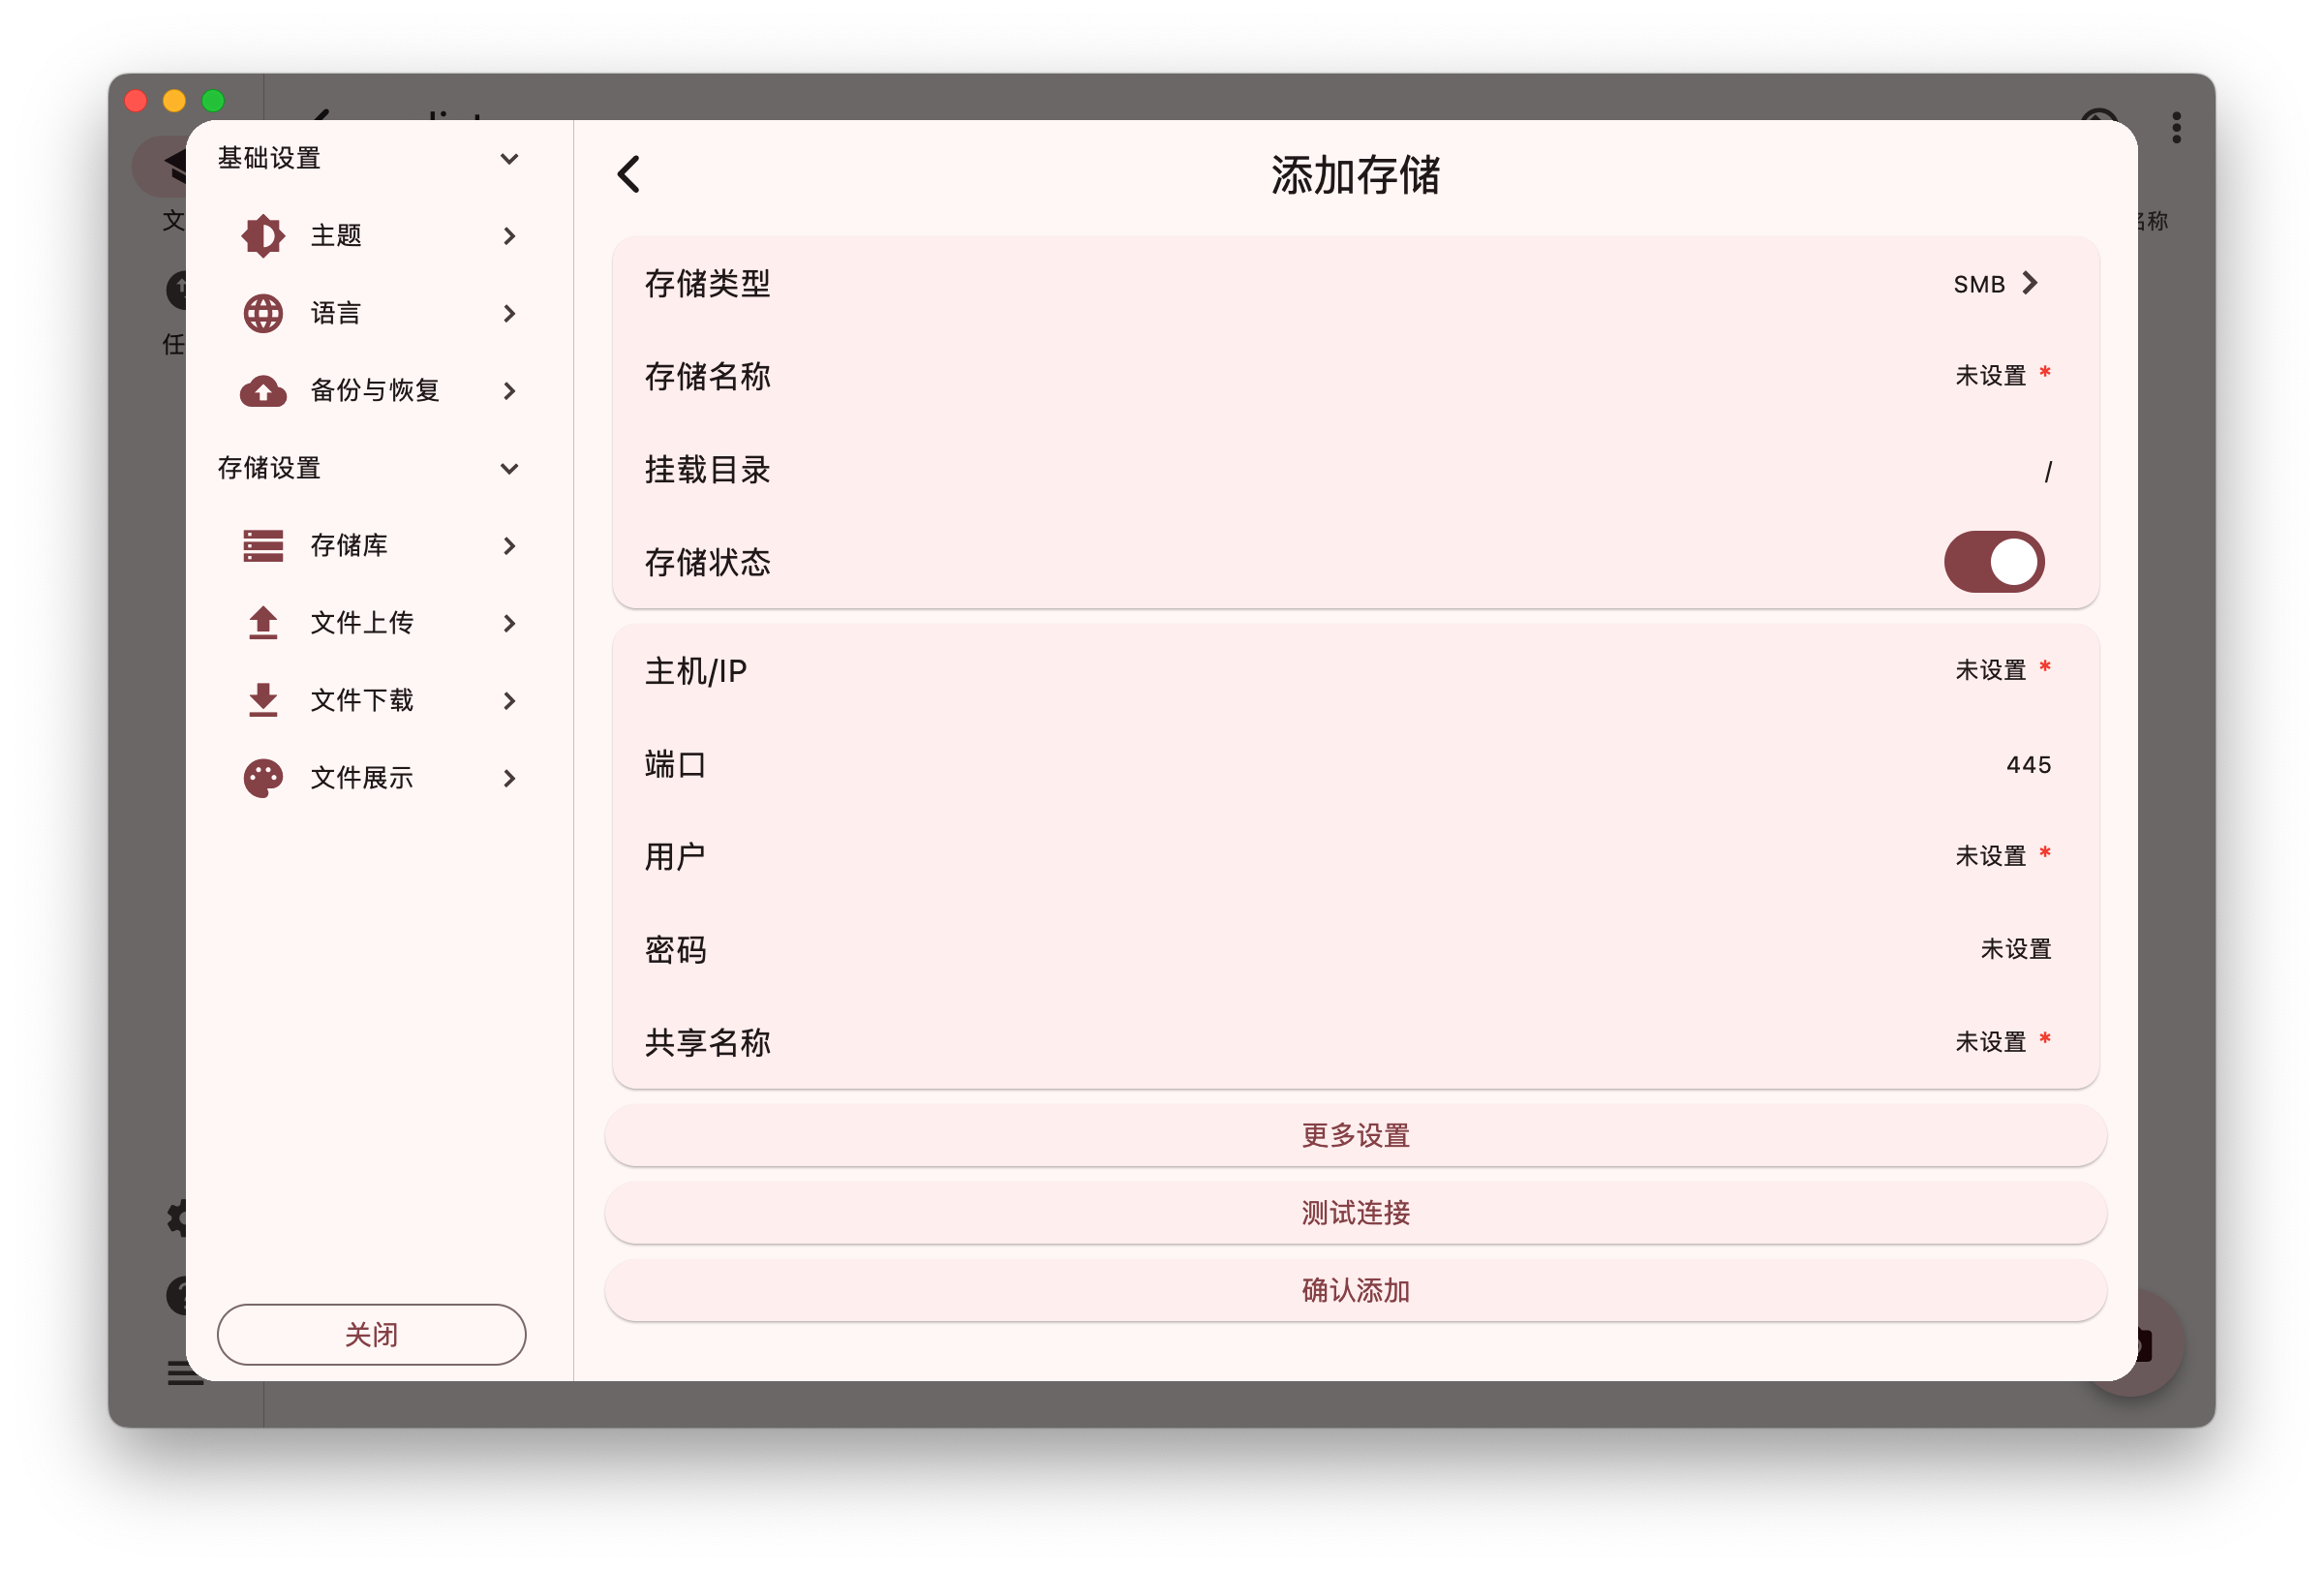 基础设置
主题
语言
备份与恢复
存储设置
存储库
文件上传
文件下载
文件展示
关闭
添加存储
存储类型 SMB
存储名称 未设置 *
挂载目录 /
存储状态
主机/IP 未设置 *
端口 445
用户 未设置 *
密码 未设置
共享名称 未设置 *
更多设置
测试连接
确认添加
文
任
名称